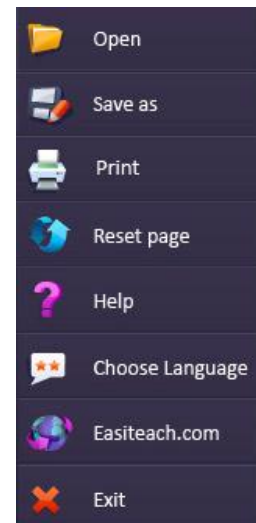 Open
Save as
Print
Reset page
Help
Choose Language
Easiteach.com
Exit